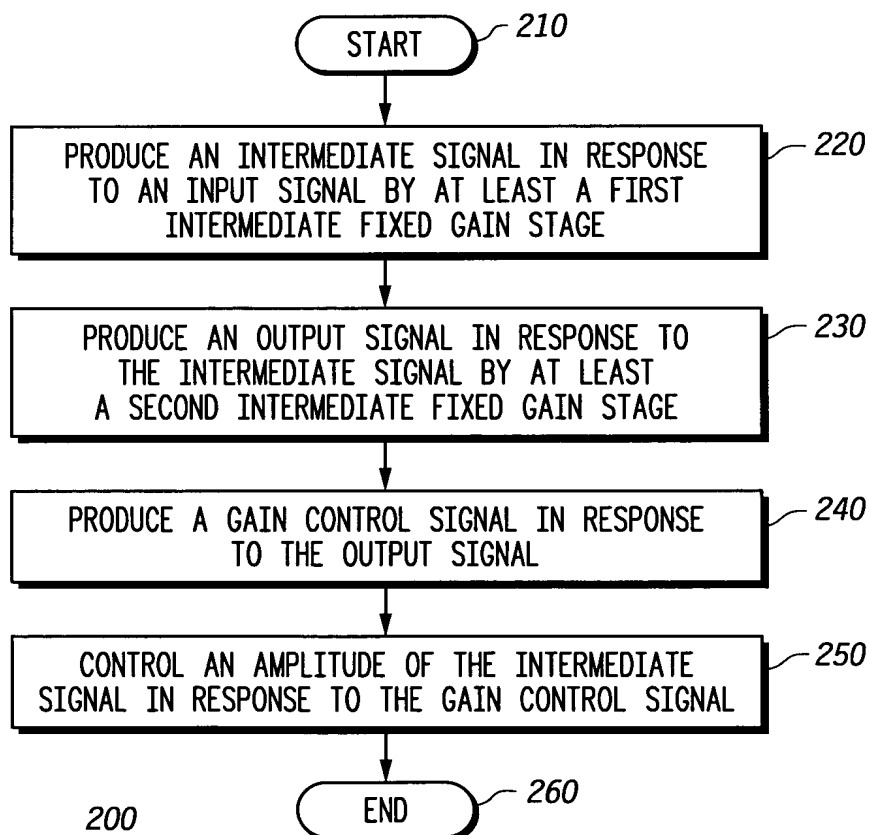 START
210
PRODUCE AN INTERMEDIATE SIGNAL IN RESPONSE
TO AN INPUT SIGNAL BY AT LEAST A FIRST
INTERMEDIATE FIXED GAIN STAGE
220
PRODUCE AN OUTPUT SIGNAL IN RESPONSE TO
THE INTERMEDIATE SIGNAL BY AT LEAST
A SECOND INTERMEDIATE FIXED GAIN STAGE
230
PRODUCE A GAIN CONTROL SIGNAL IN RESPONSE
TO THE OUTPUT SIGNAL
240
CONTROL AN AMPLITUDE OF THE INTERMEDIATE
SIGNAL IN RESPONSE TO THE GAIN CONTROL SIGNAL
250
END
260
200